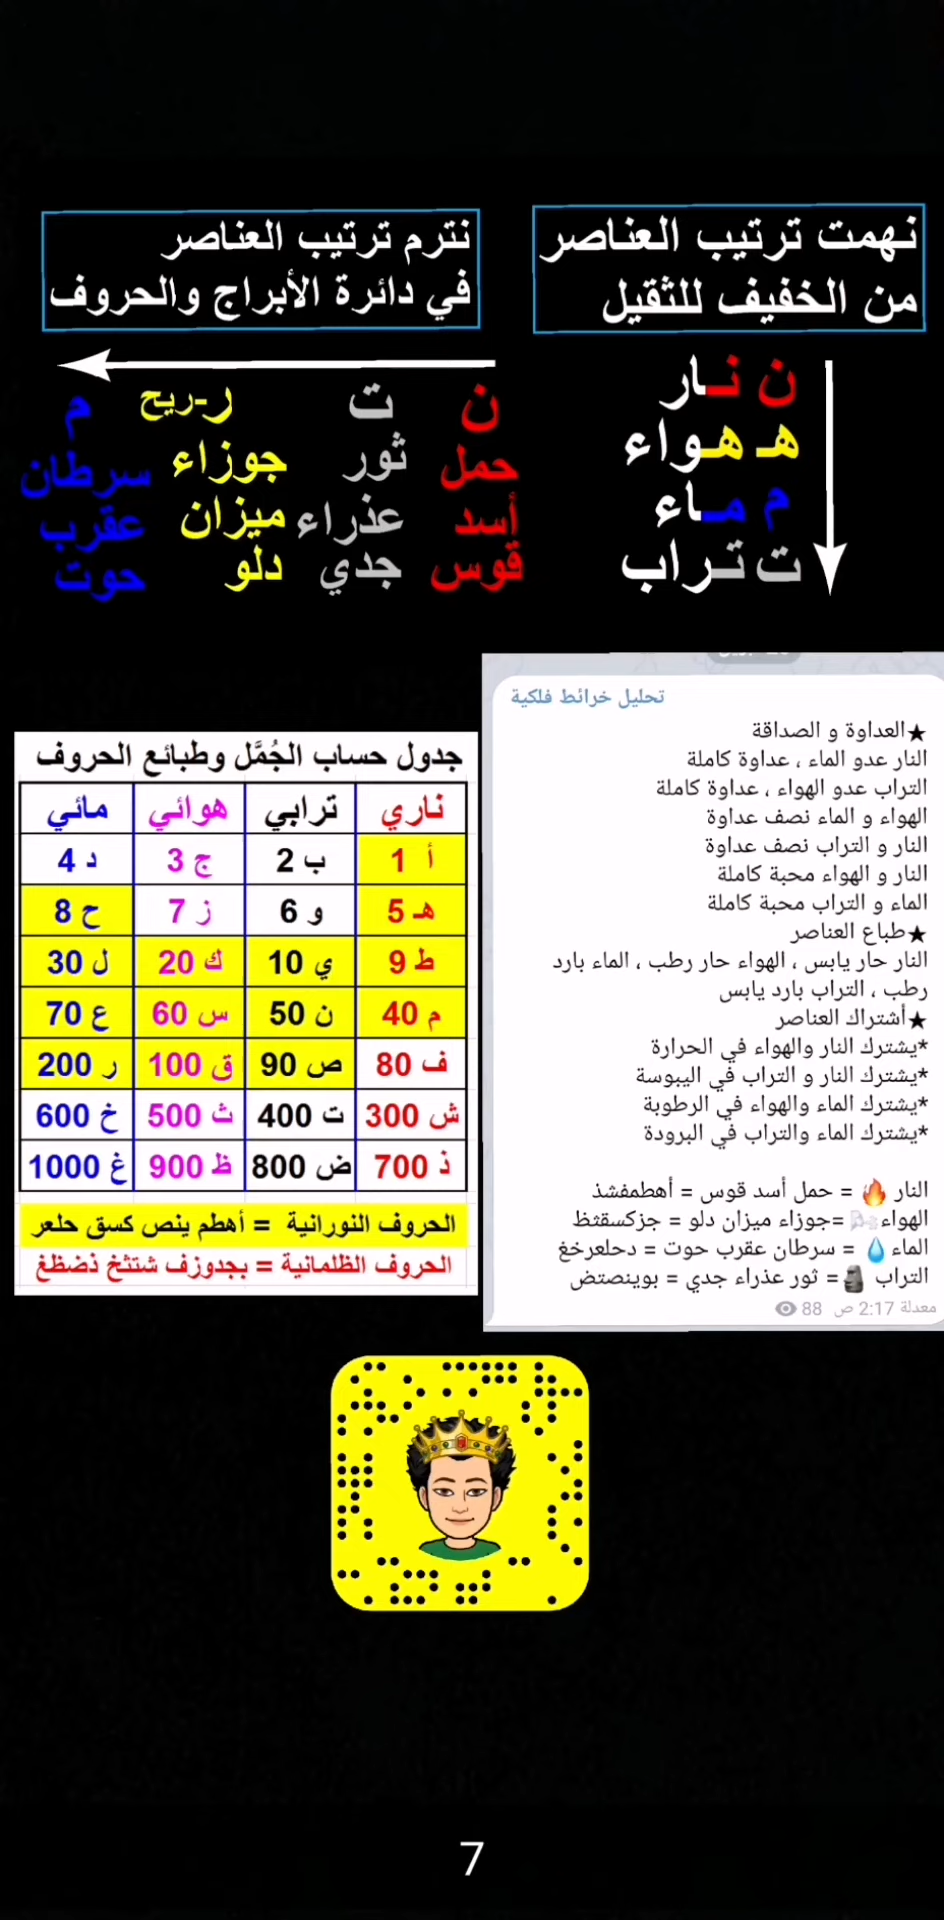 نهمت ترتيب العناصر
من الخفيف للثقيل
ن نـار
هـ هـواء
م مـاء
ت تـراب
نترم ترتيب العناصر
في دائرة الأبراج والحروف
ن ت ر-ريح م
حمل ثور جوزاء سرطان
أسد عذراء ميزان عقرب
قوس جدي دلو حوت
تحليل خرائط فلكية
★العداوة و الصداقة
النار عدو الماء ، عداوة كاملة
التراب عدو الهواء ، عداوة كاملة
الهواء و الماء نصف عداوة
النار و التراب نصف عداوة
النار و الهواء محبة كاملة
الماء و التراب محبة كاملة
★طباع العناصر
النار حار يابس ، الهواء حار رطب ، الماء بارد
رطب ، التراب بارد يابس
★أشتراك العناصر
*يشترك النار والهواء في الحرارة
*يشترك النار و التراب في اليبوسة
*يشترك الماء والهواء في الرطوبة
*يشترك الماء والتراب في البرودة
النار 🔥 = حمل أسد قوس = أهطمفشذ
الهواء 🌬 =جوزاء ميزان دلو = جزكسقثظ
الماء 💧 = سرطان عقرب حوت = دحلعرخغ
التراب 🗿= ثور عذراء جدي = بوينصتض
معدلة 2:17 ص 88
جدول حساب الجُمَّل وطبائع الحروف
ناري ترابي هوائي مائي
أ 1 ب 2 ج 3 د 4
هـ 5 و 6 ز 7 ح 8
ط 9 ي 10 ك 20 ل 30
م 40 ن 50 س 60 ع 70
ف 80 ص 90 ق 100 ر 200
ش 300 ت 400 ث 500 خ 600
ذ 700 ض 800 ظ 900 غ 1000
الحروف النورانية = أهطم ينص كسق حلعر
الحروف الظلمانية = بجدوزف شتثخ ذضظغ
7